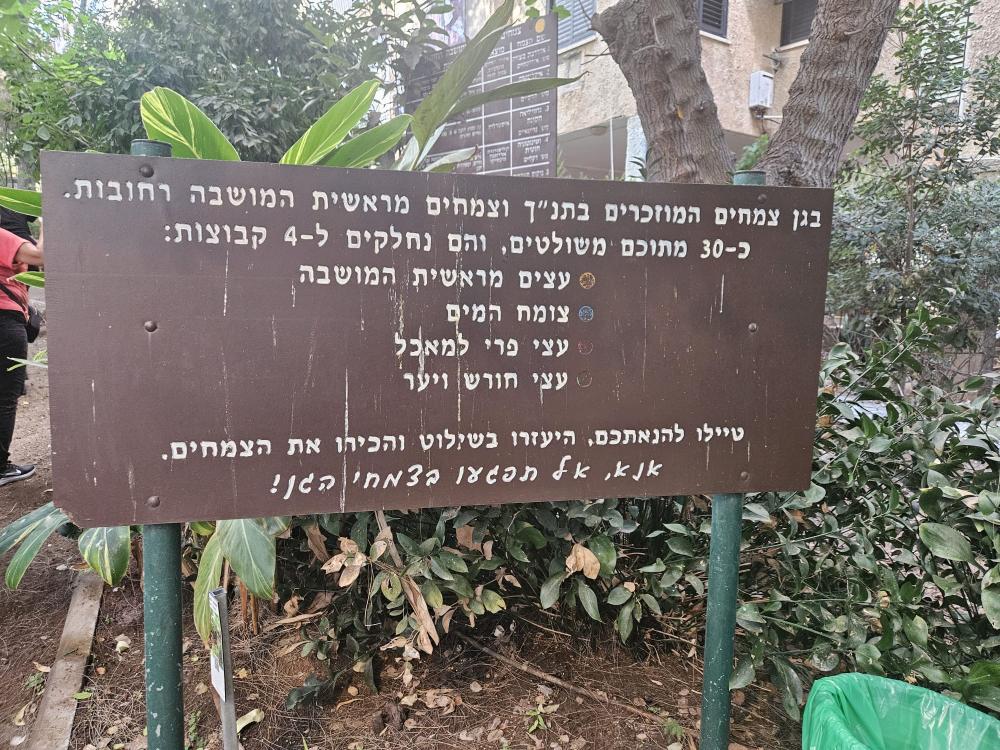 בגן צמחים המוזכרים בתנ״ך וצמחים מראשית המושבה רחובות.
כ-30 מתוכם משולטים, והם נחלקים ל-4 קבוצות:
עצים מראשית המושבה
צומח המים
עצי פרי למאכל
עצי חורש ויער
טיילו להנאתכם, היעזרו בשילוט והכירו את הצמחים.
אנא, אל תפגעו בצמחי הגן!